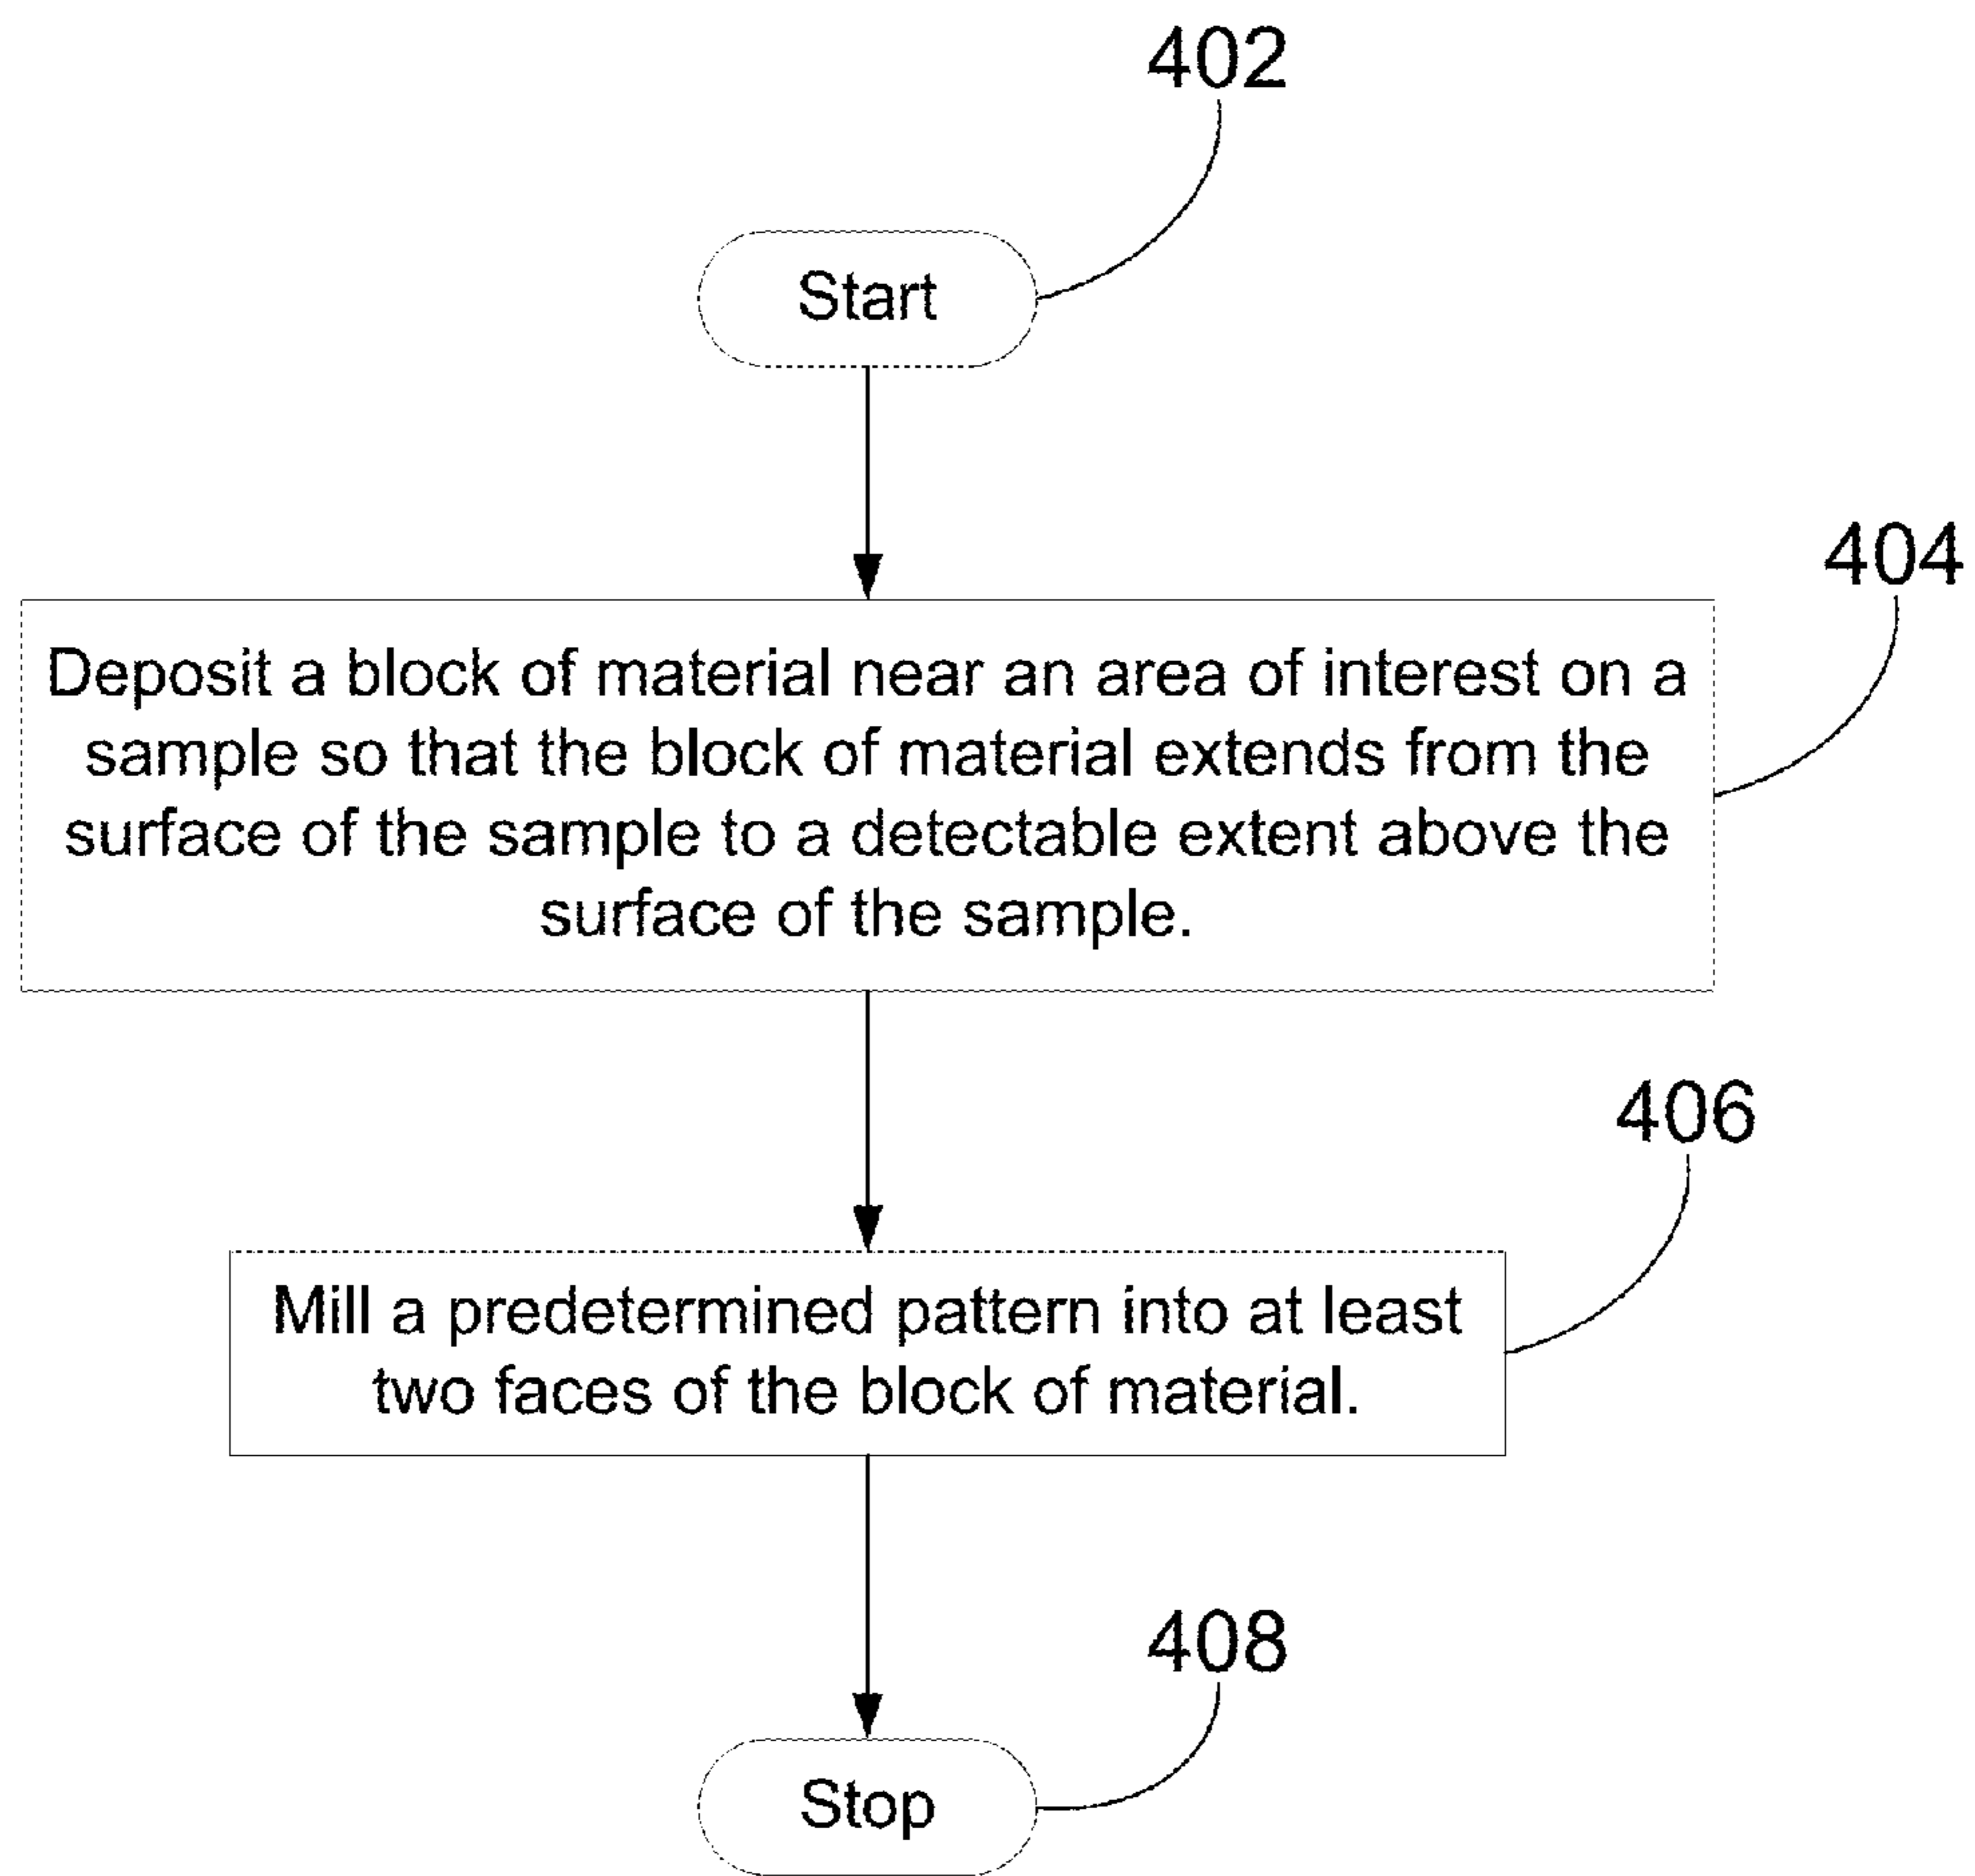 402
Start
404
Deposit a block of material near an area of interest on a
sample so that the block of material extends from the
surface of the sample to a detectable extent above the
surface of the sample.
406
Mill a predetermined pattern into at least
two faces of the block of material.
408
Stop